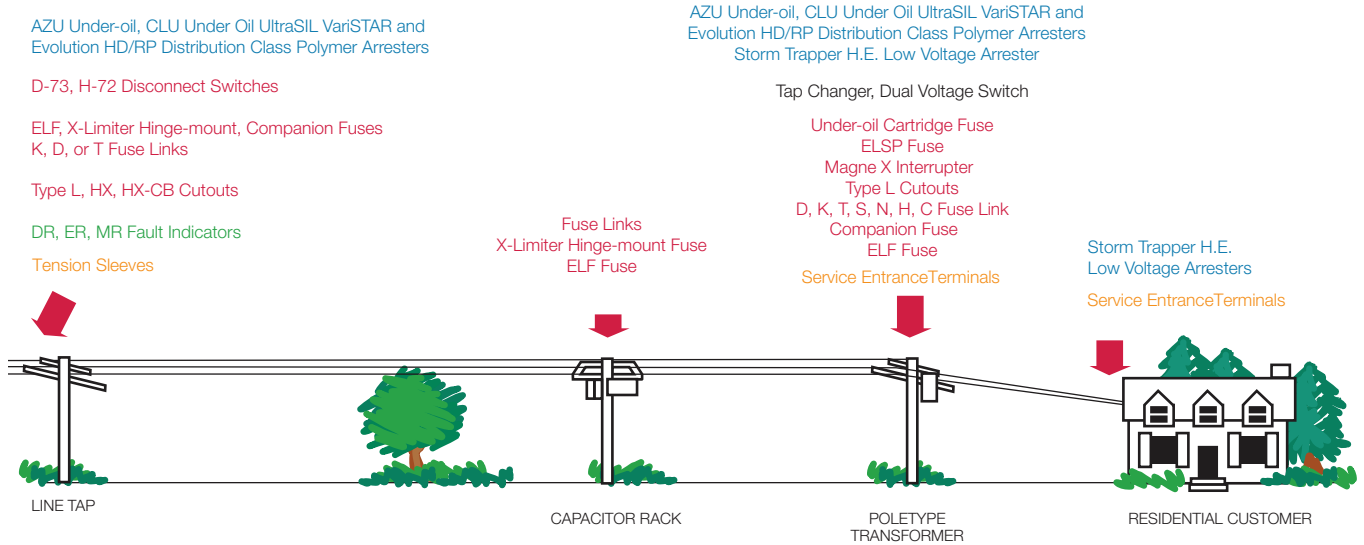 AZU Under-oil, CLU Under Oil UltraSIL VariSTAR and
Evolution HD/RP Distribution Class Polymer Arresters
D-73, H-72 Disconnect Switches
ELF, X-Limiter Hinge-mount, Companion Fuses
K, D, or T Fuse Links
Type L, HX, HX-CB Cutouts
DR, ER, MR Fault Indicators
Tension Sleeves
LINE TAP
Fuse Links
X-Limiter Hinge-mount Fuse
ELF Fuse
CAPACITOR RACK
AZU Under-oil, CLU Under Oil UltraSIL VariSTAR and
Evolution HD/RP Distribution Class Polymer Arresters
Storm Trapper H.E. Low Voltage Arrester
Tap Changer, Dual Voltage Switch
Under-oil Cartridge Fuse
ELSP Fuse
Magne X Interrupter
Type L Cutouts
D, K, T, S, N, H, C Fuse Link
Companion Fuse
ELF Fuse
Service EntranceTerminals
POLETYPE
TRANSFORMER
Storm Trapper H.E.
Low Voltage Arresters
Service EntranceTerminals
RESIDENTIAL CUSTOMER